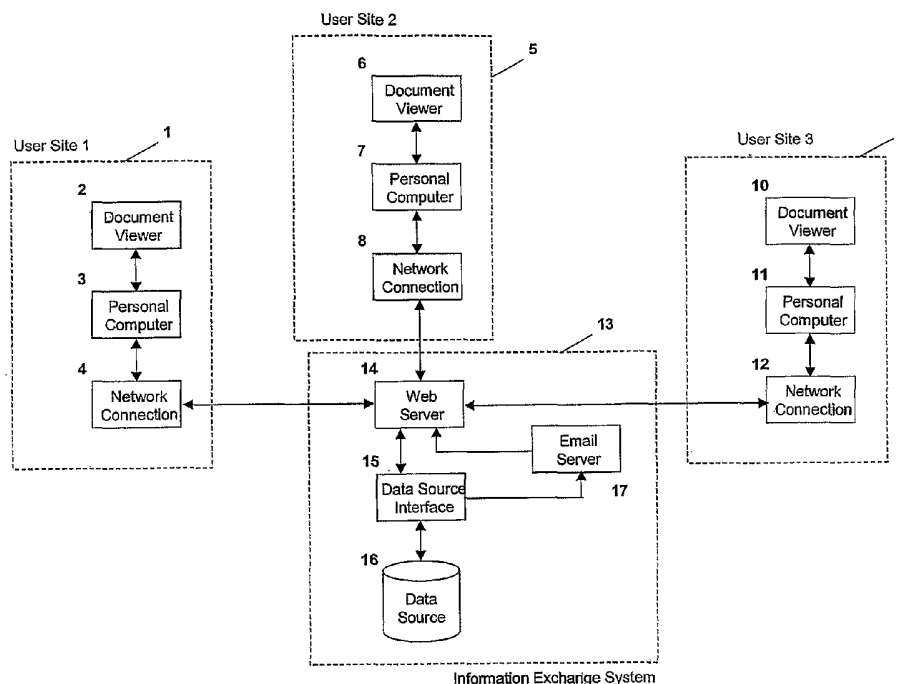 User Site 2
5
6
Document
Viewer
7
Personal
Computer
8
Network
Connection
User Site 1
1
2
Document
Viewer
3
Personal
Computer
4
Network
Connection
User Site 3
10
Document
Viewer
11
Personal
Computer
12
Network
Connection
13
14
Web
Server
Email
Server
17
15
Data Source
Interface
16
Data
Source
Information Exchange System